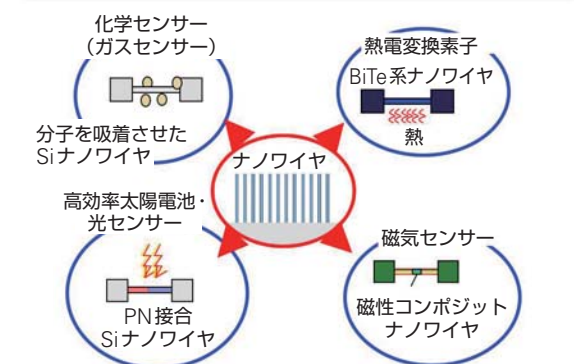 化学センサー
（ガスセンサー）
分子を吸着させた
Siナノワイヤ
熱電変換素子
BiTe系ナノワイヤ
熱
ナノワイヤ
高効率太陽電池・
光センサー
PN接合
Siナノワイヤ
磁気センサー
磁性コンポジット
ナノワイヤ